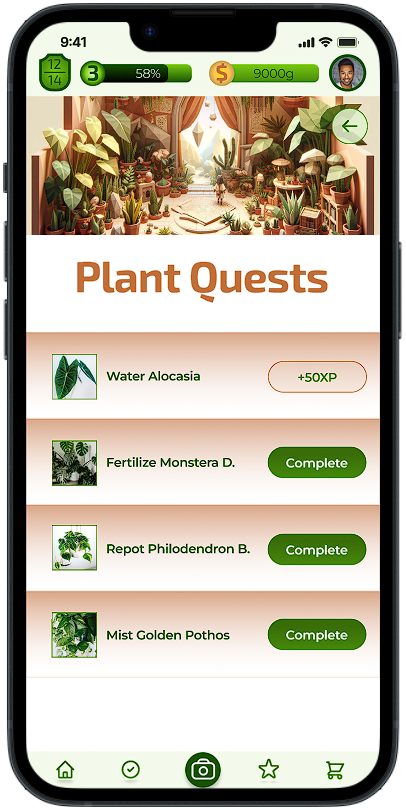 9:41
12
14
3
58%
$
9000g
Plant Quests
Water Alocasia
+50XP
Fertilize Monstera D.
Complete
Repot Philodendron B.
Complete
Mist Golden Pothos
Complete